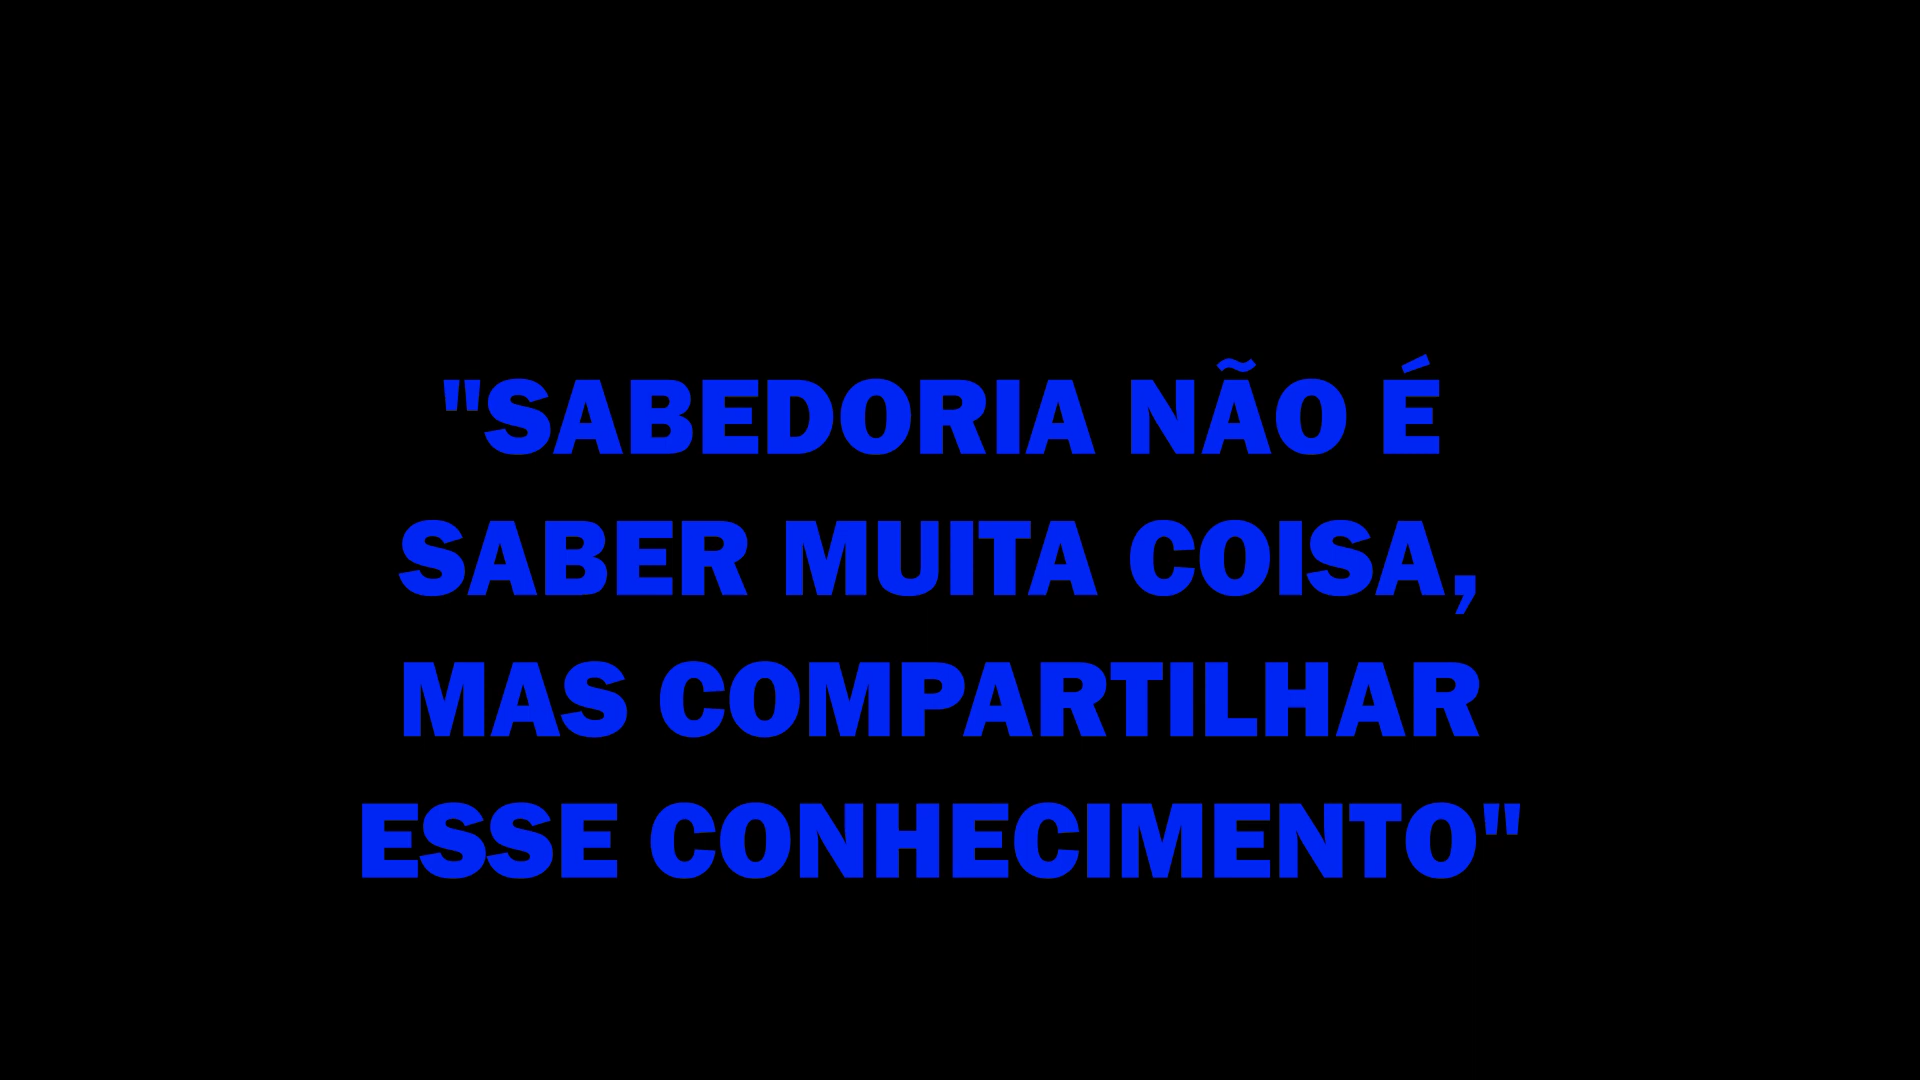 "SABEDORIA NÃO É
SABER MUITA COISA,
MAS COMPARTILHAR
ESSE CONHECIMENTO"